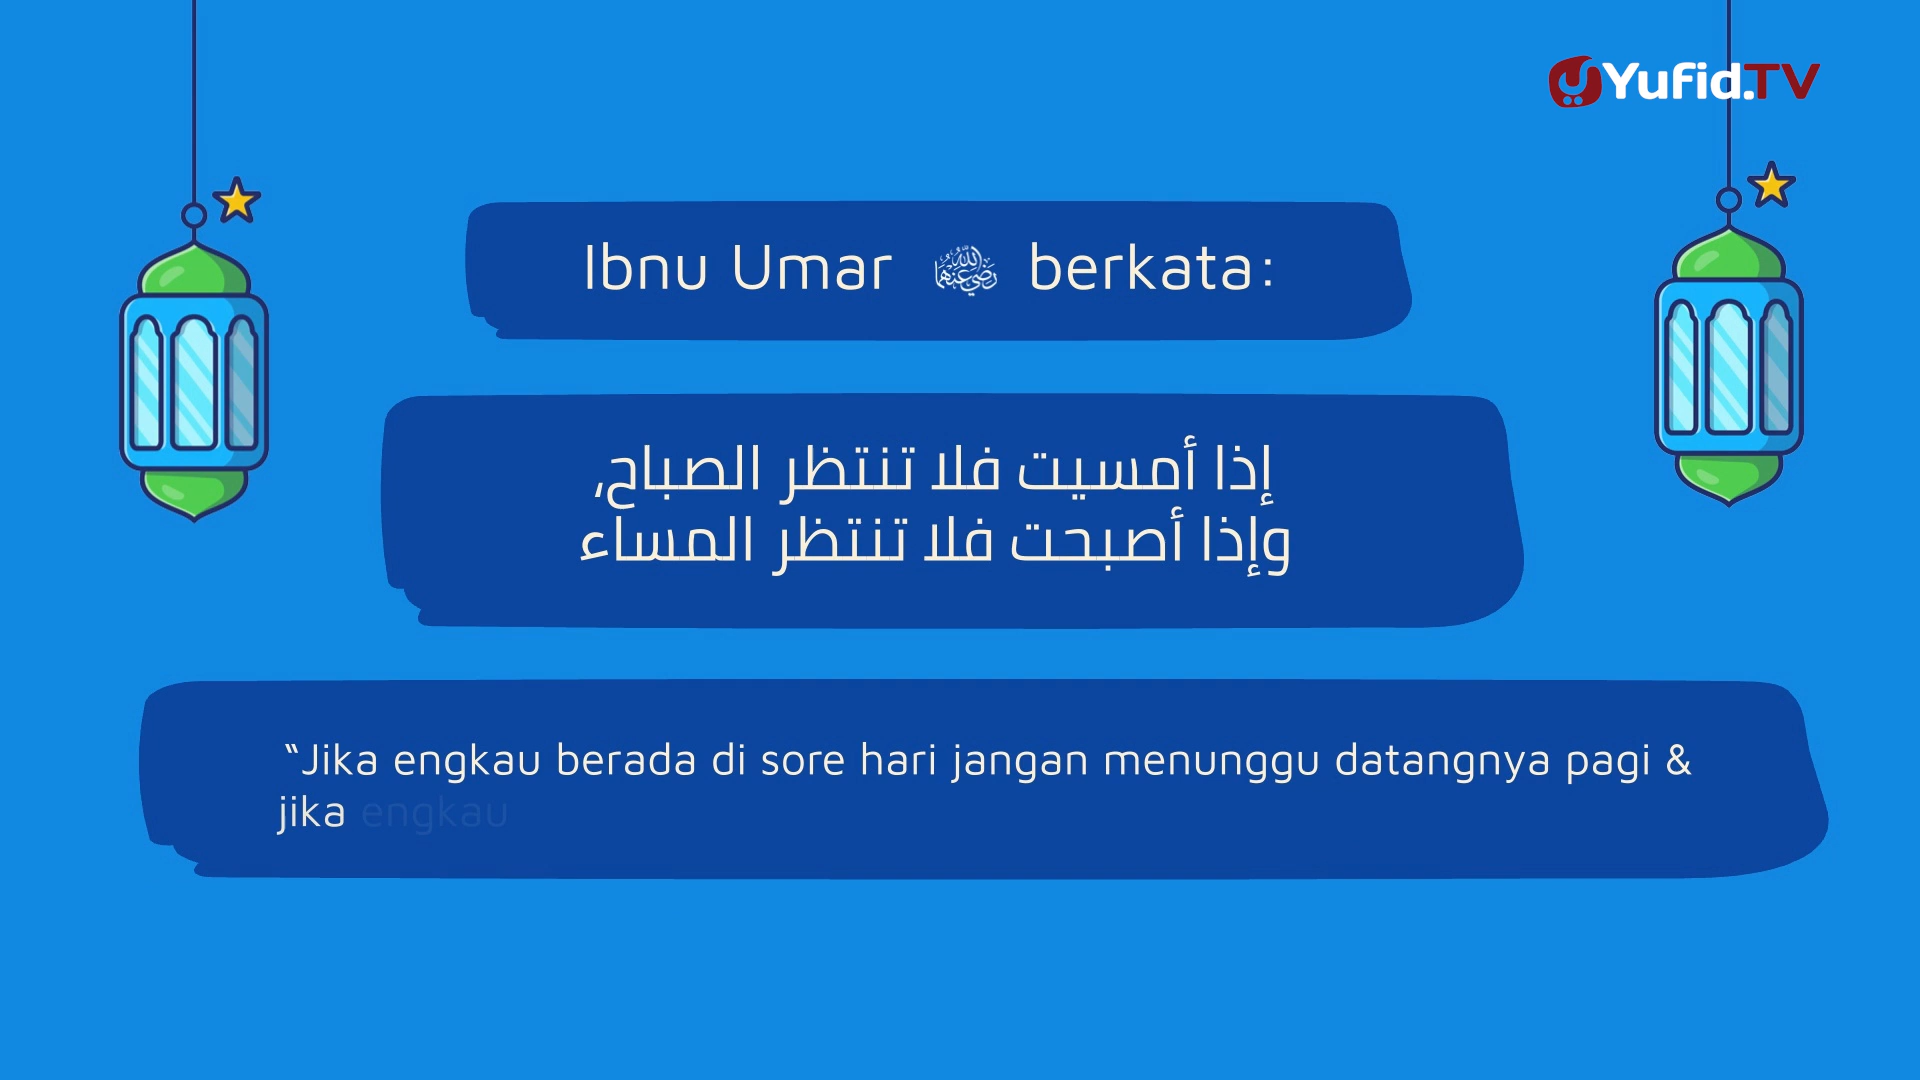 Yufid.TV
Ibnu Umar رضي الله عنهما berkata:
إذا أمسيت فلا تنتظر الصباح،
وإذا أصبحت فلا تنتظر المساء
“Jika engkau berada di sore hari jangan menunggu datangnya pagi &
jika engkau